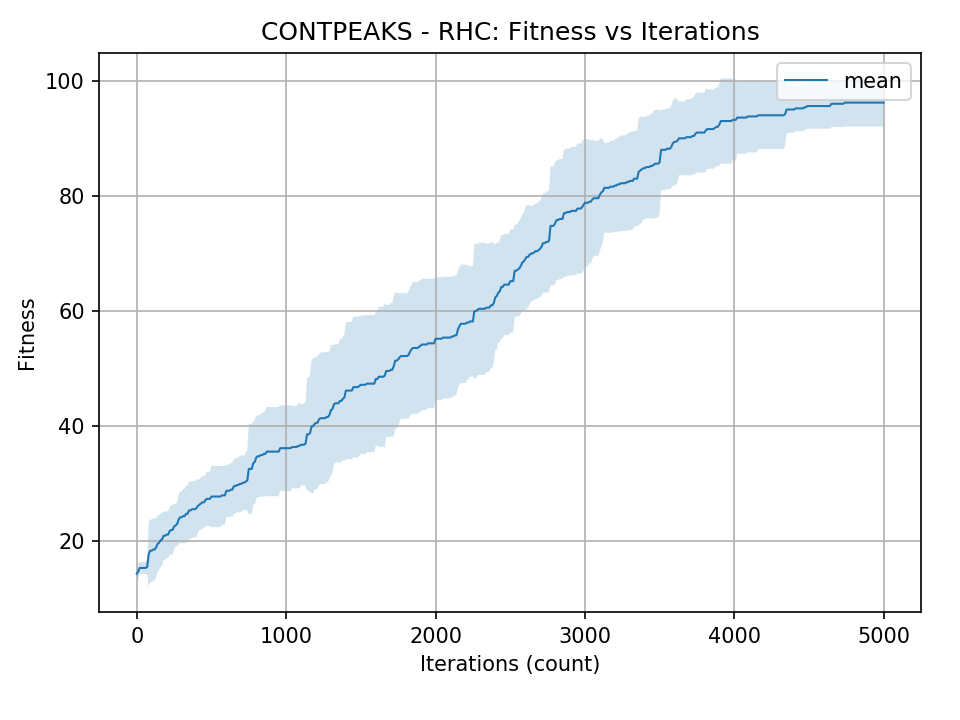 CONTPEAKS - RHC: Fitness vs Iterations
mean
100
80
60
40
20
Fitness
0 1000 2000 3000 4000 5000
Iterations (count)